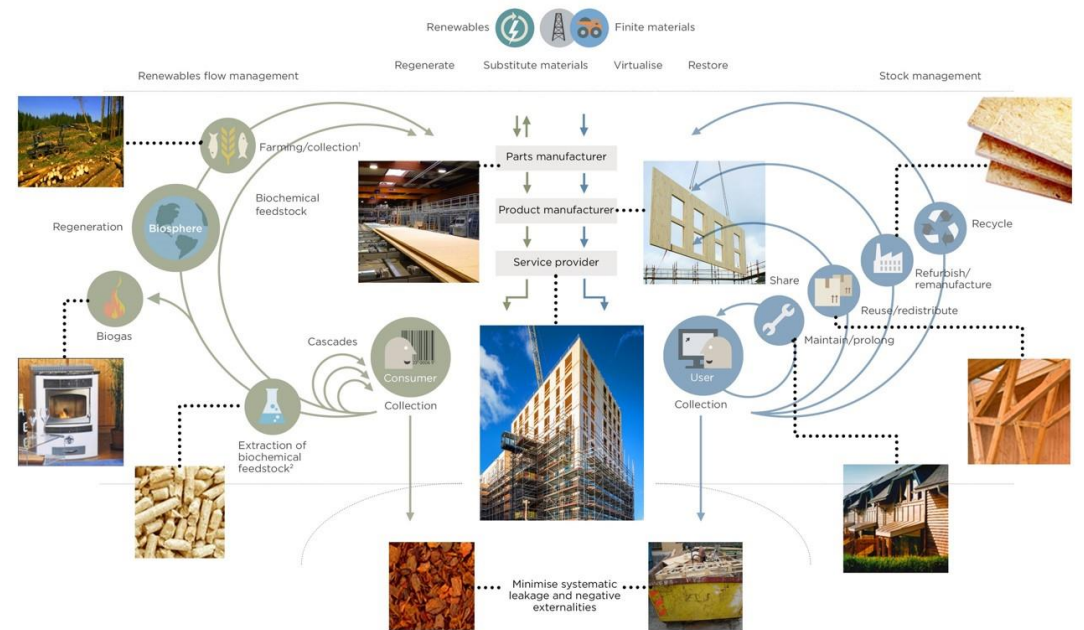 Renewables
Finite materials
Regenerate
Substitute materials
Virtualise
Restore
Renewables flow management
Stock management
Farming/collection¹
Parts manufacturer
Biochemical
feedstock
Regeneration
Biosphere
Product manufacturer
Recycle
Service provider
Share
Refurbish/
remanufacture
Reuse/redistribute
Biogas
Cascades
Maintain/prolong
Consumer
User
Collection
Collection
Extraction of
biochemical
feedstock²
Minimise systematic
leakage and negative
externalities